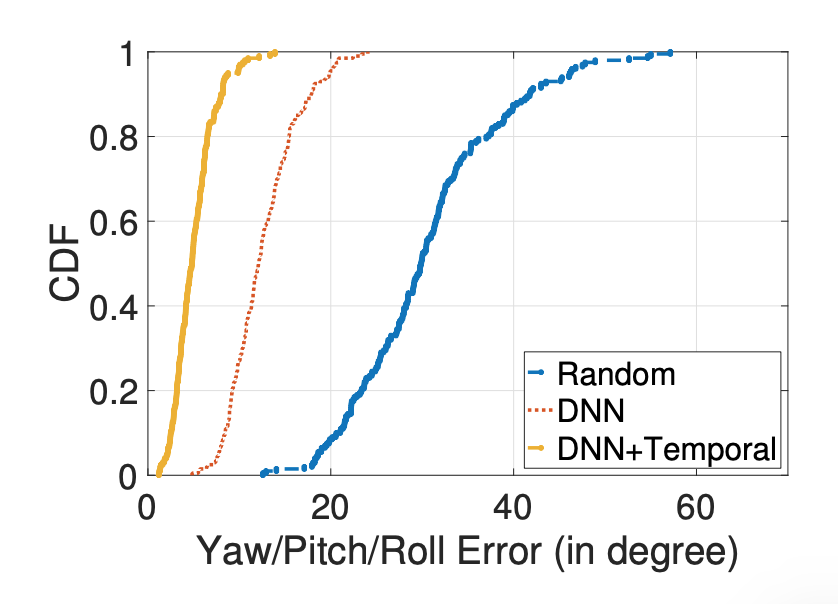 1
0.8
0.6
0.4
0.2
0
0 20 40 60
CDF
Yaw/Pitch/Roll Error (in degree)
Random
DNN
DNN+Temporal